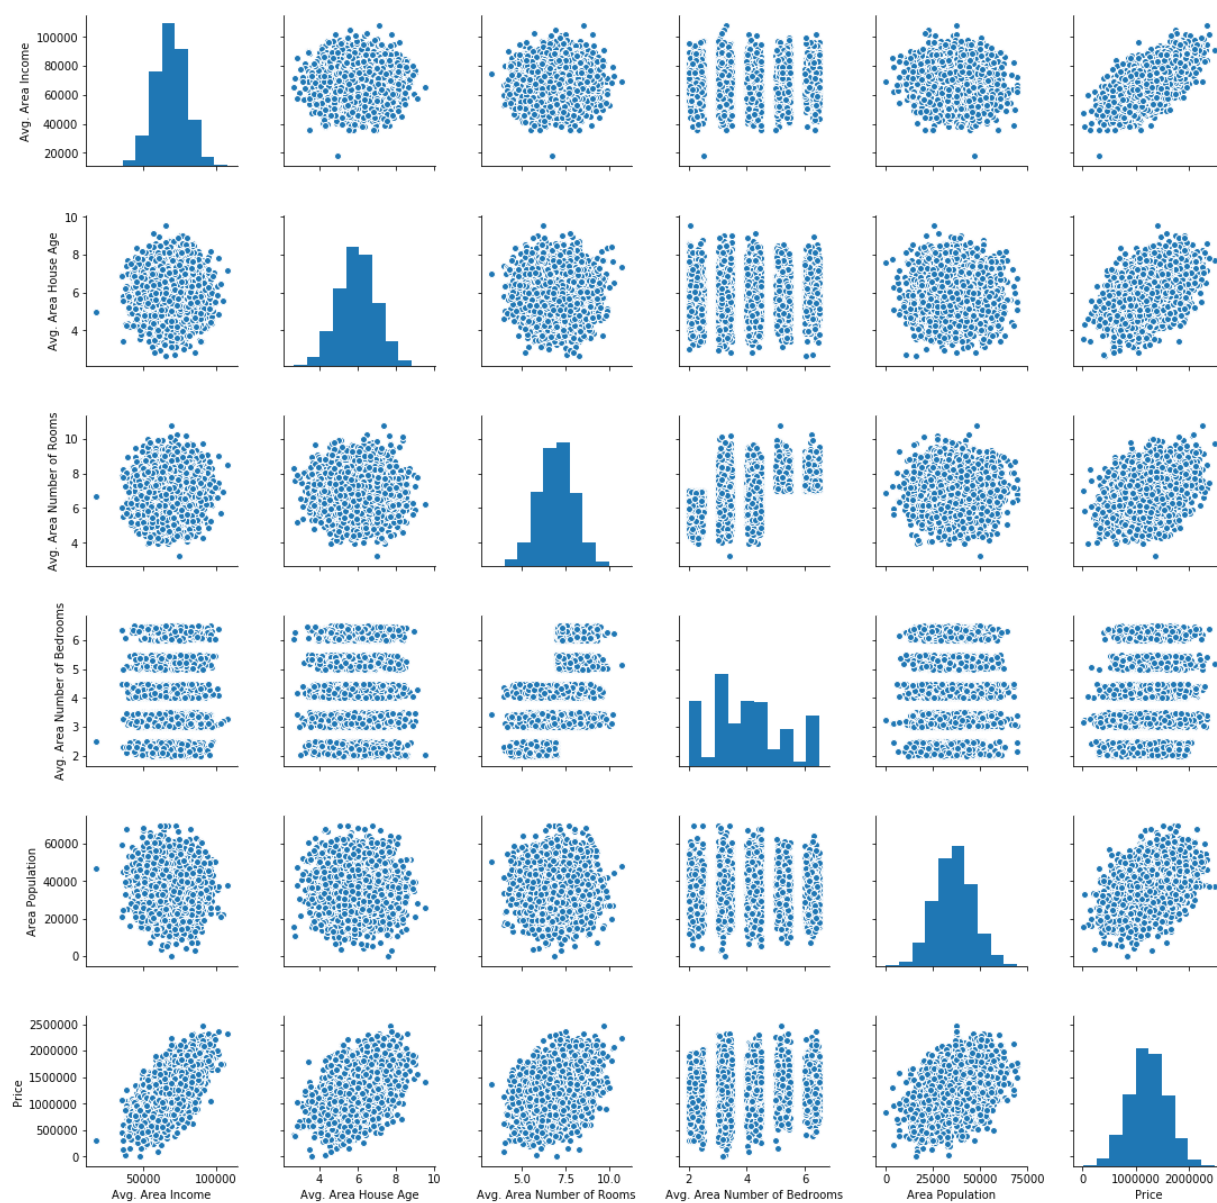 Avg. Area Income
100000
80000
60000
40000
20000
Avg. Area House Age
10
8
6
4
Avg. Area Number of Rooms
10
8
6
4
Avg. Area Number of Bedrooms
6
5
4
3
2
Area Population
60000
40000
20000
0
Price
2500000
2000000
1500000
1000000
500000
0
50000 100000
Avg. Area Income
4 6 8 10
Avg. Area House Age
5.0 7.5 10.0
Avg. Area Number of Rooms
2 4 6
Avg. Area Number of Bedrooms
0 25000 50000 75000
Area Population
0 1000000 2000000
Price